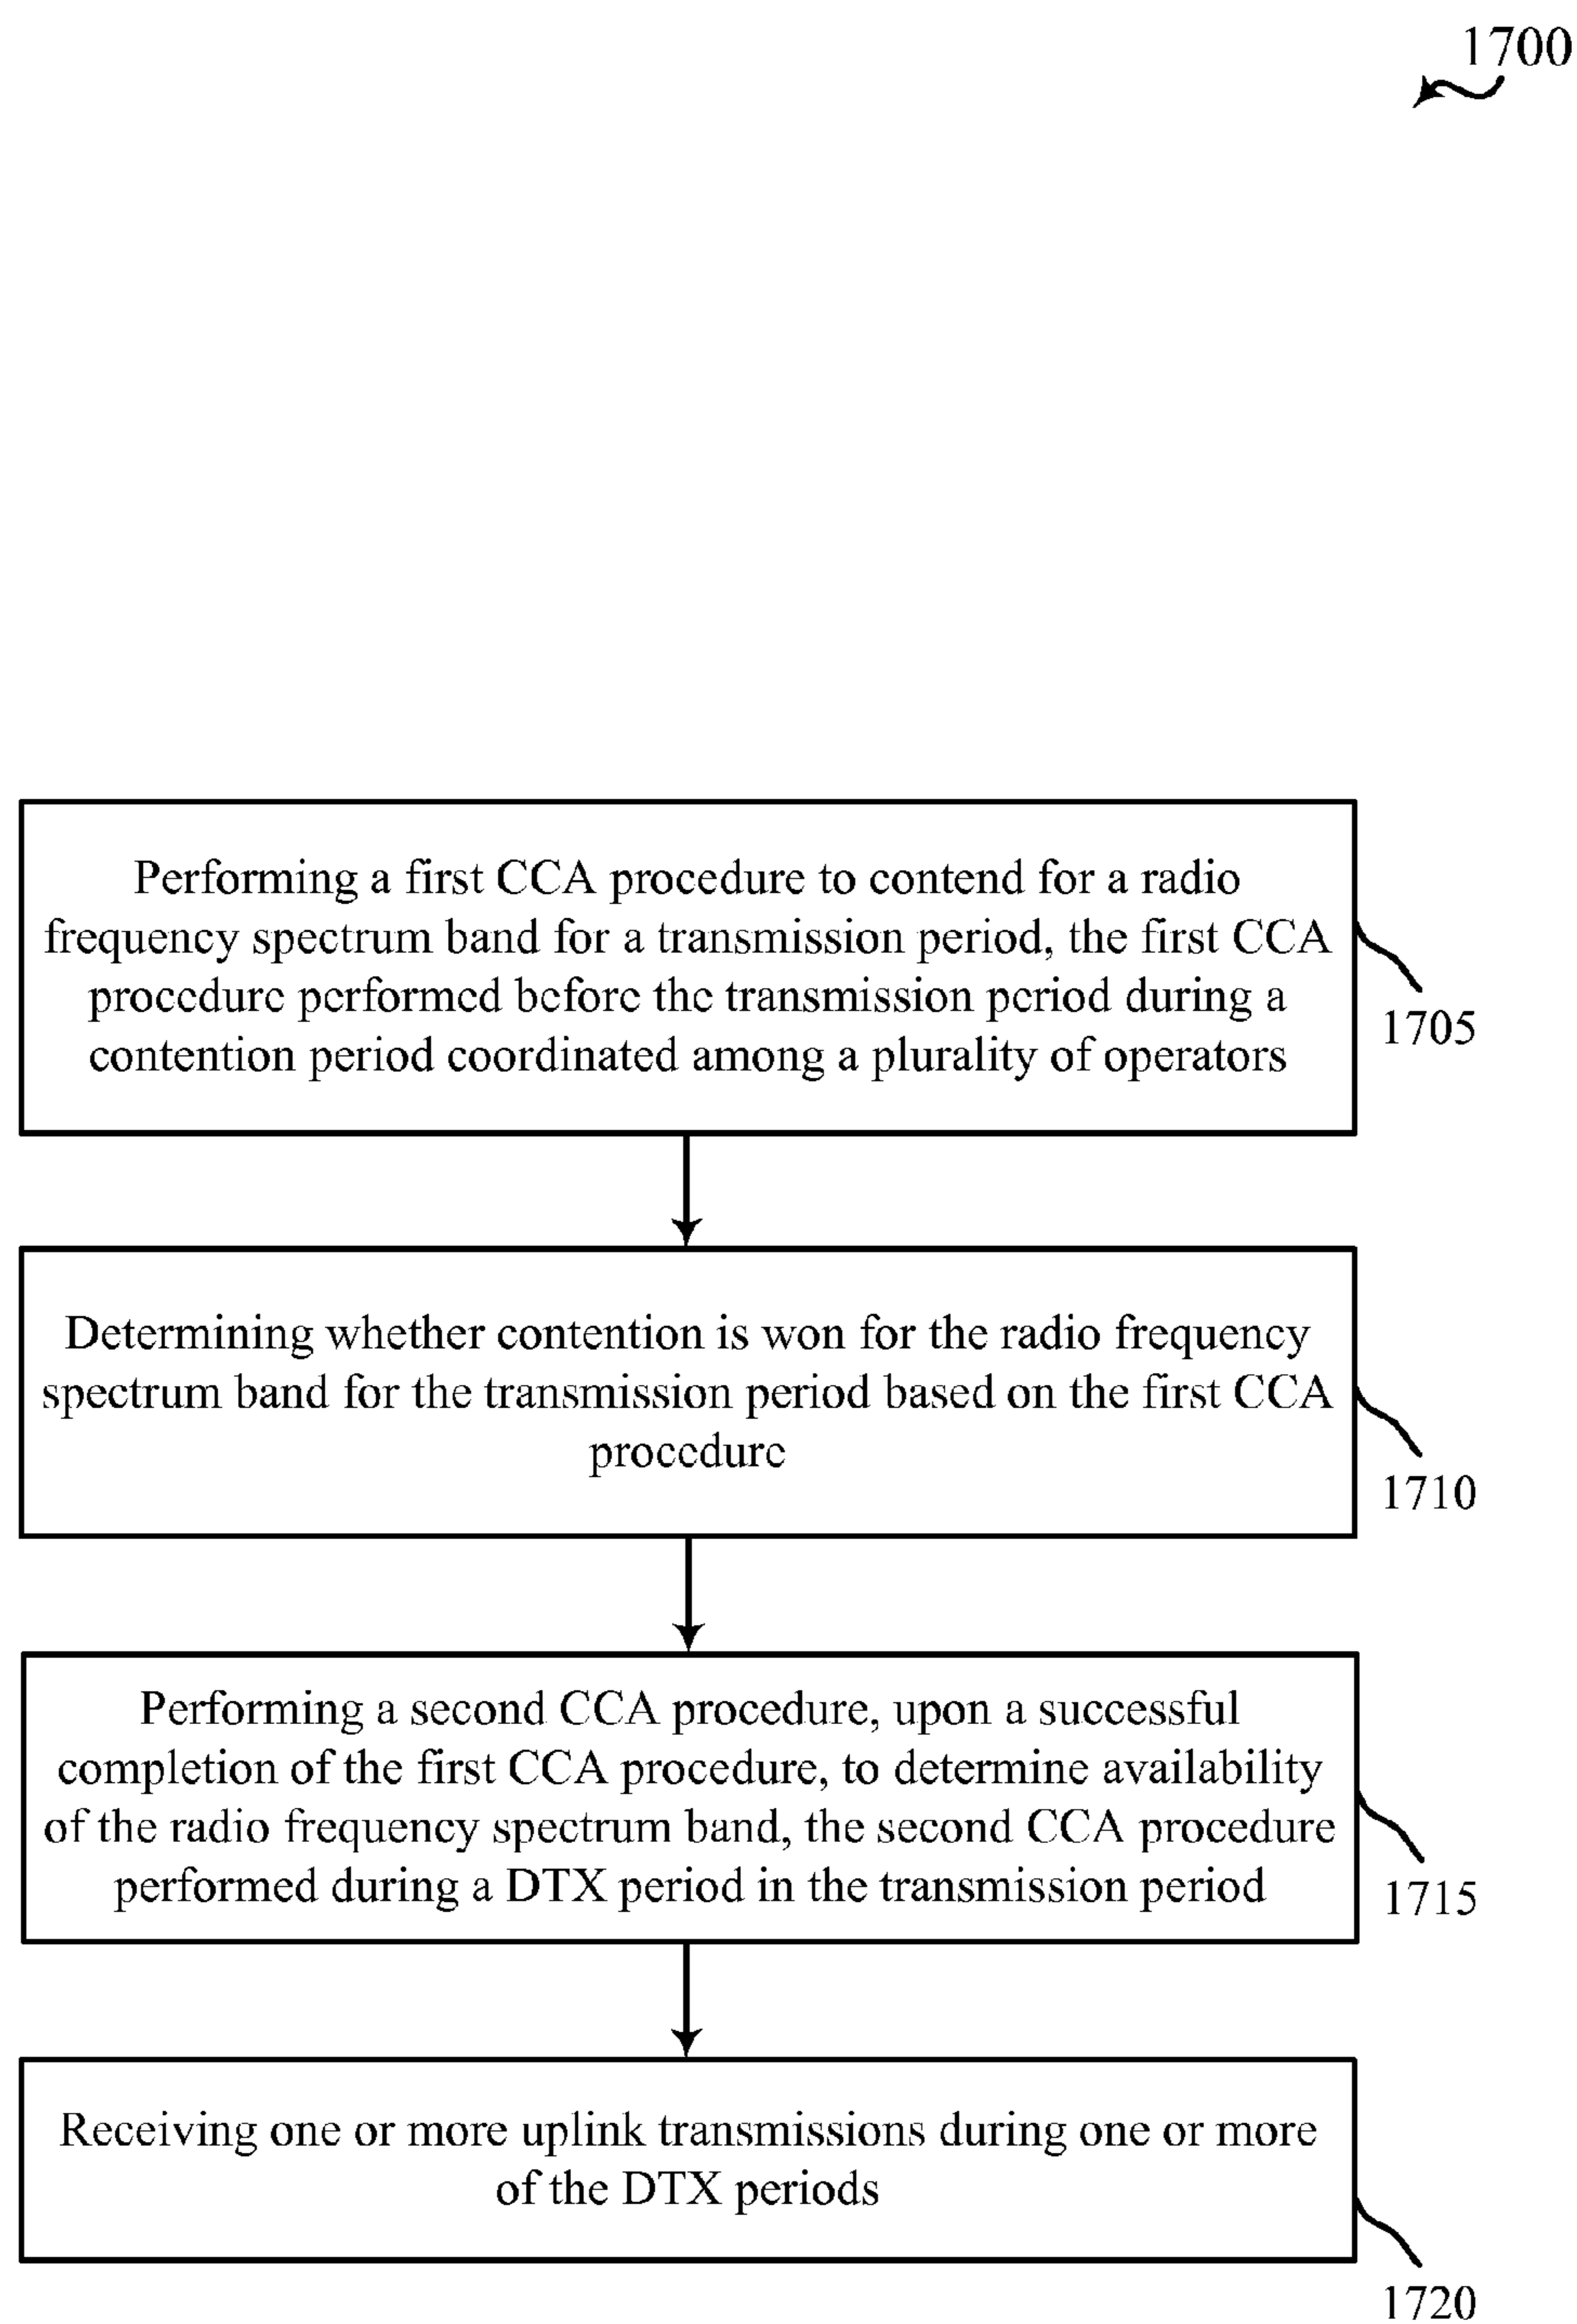 1700
Performing a first CCA procedure to contend for a radio
frequency spectrum band for a transmission period, the first CCA
procedure performed before the transmission period during a
contention period coordinated among a plurality of operators
1705
Determining whether contention is won for the radio frequency
spectrum band for the transmission period based on the first CCA
procedure
1710
Performing a second CCA procedure, upon a successful
completion of the first CCA procedure, to determine availability
of the radio frequency spectrum band, the second CCA procedure
performed during a DTX period in the transmission period
1715
Receiving one or more uplink transmissions during one or more
of the DTX periods
1720